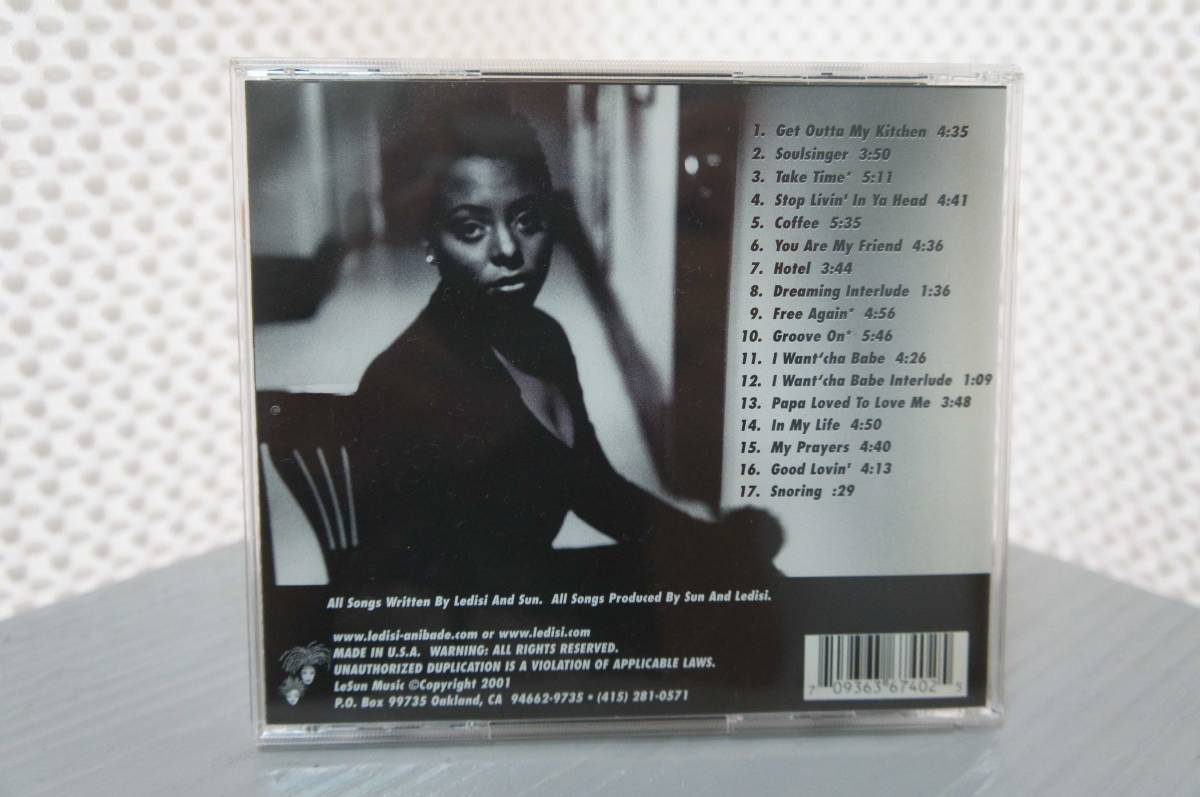 1. Get Outta My Kitchen 4:35
2. Soulsinger 3:50
3. Take Time* 5:11
4. Stop Livin' In Ya Head 4:41
5. Coffee 5:35
6. You Are My Friend 4:36
7. Hotel 3:44
8. Dreaming Interlude 1:36
9. Free Again* 4:56
10. Groove On* 5:46
11. I Want'cha Babe 4:26
12. I Want'cha Babe Interlude 1:09
13. Papa Loved To Love Me 3:48
14. In My Life 4:50
15. My Prayers 4:40
16. Good Lovin' 4:13
17. Snoring :29
All Songs Written By Ledisi And Sun. All Songs Produced By Sun And Ledisi.
www.ledisi-anibade.com or www.ledisi.com
MADE IN U.S.A. WARNING: ALL RIGHTS RESERVED.
UNAUTHORIZED DUPLICATION IS A VIOLATION OF APPLICABLE LAWS.
LeSun Music ©Copyright 2001
P.O. Box 99735 Oakland, CA 94662-9735 • (415) 281-0571
7 09363 67402 5